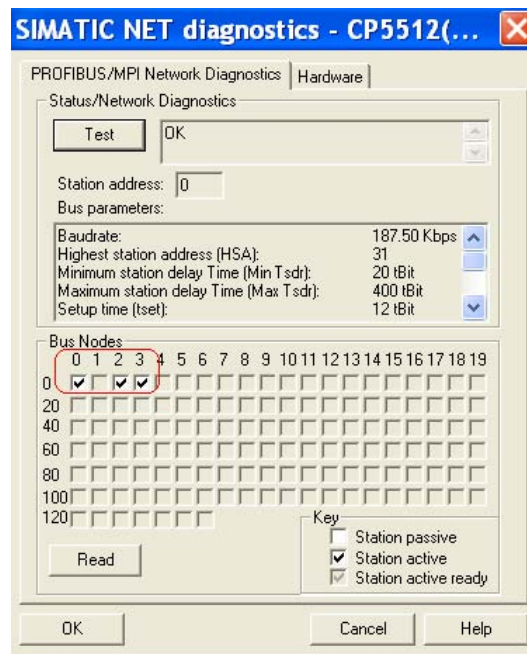 SIMATIC NET diagnostics - CP5512(...
PROFIBUS/MPI Network Diagnostics Hardware
Status/Network Diagnostics
Test OK
Station address: 0
Bus parameters:
Baudrate: 187.50 Kbps
Highest station address (HSA): 31
Minimum station delay Time (Min Tsdr): 20 tBit
Maximum station delay Time (Max Tsdr): 400 tBit
Setup time (tset): 12 tBit
Bus Nodes
0 1 2 3 4 5 6 7 8 9 10 11 12 13 14 15 16 17 18 19
0
20
40
60
80
100
120
Key
Station passive
Station active
Station active ready
Read
OK Cancel Help